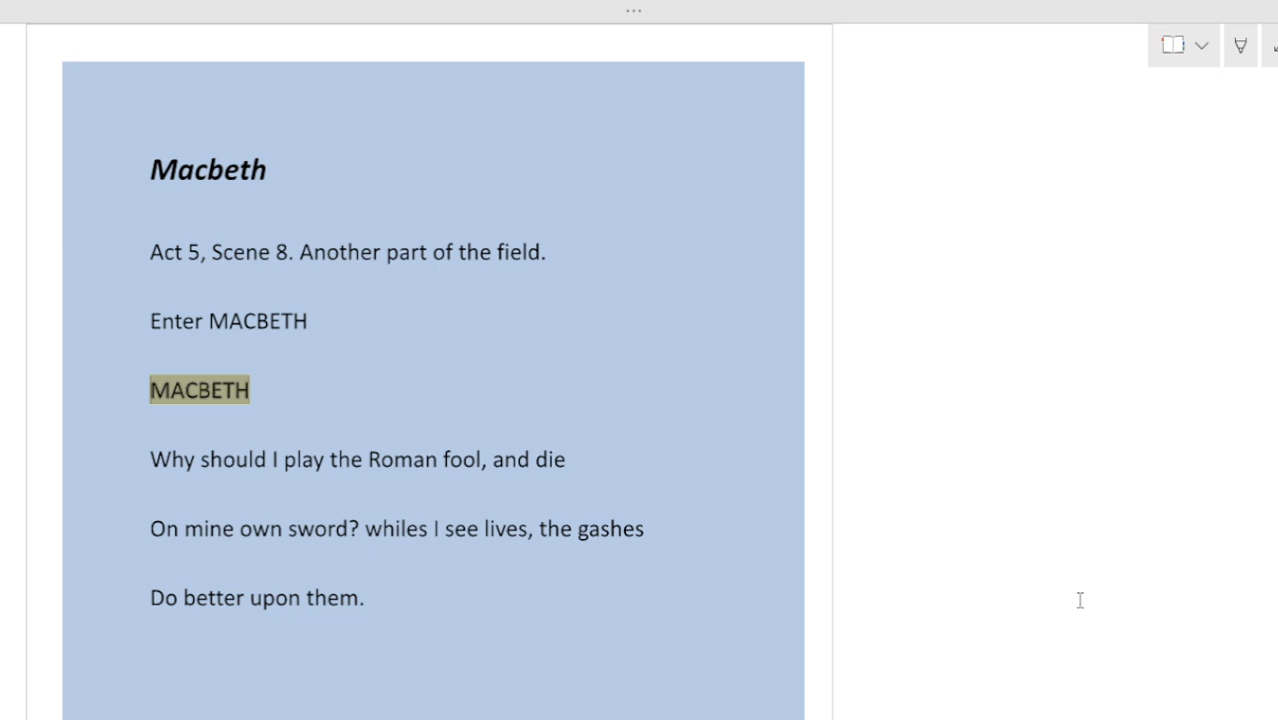 Macbeth
Act 5, Scene 8. Another part of the field.
Enter MACBETH
MACBETH
Why should I play the Roman fool, and die
On mine own sword? whiles I see lives, the gashes
Do better upon them.